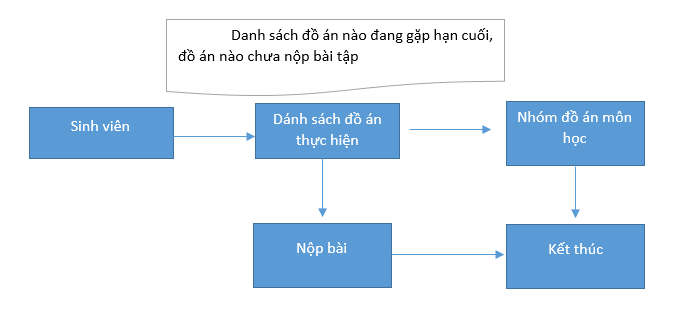 Danh sách đồ án nào đang gặp hạn cuối,
đồ án nào chưa nộp bài tập
Sinh viên
Dánh sách đồ án
thực hiện
Nhóm đồ án môn
học
Nộp bài
Kết thúc